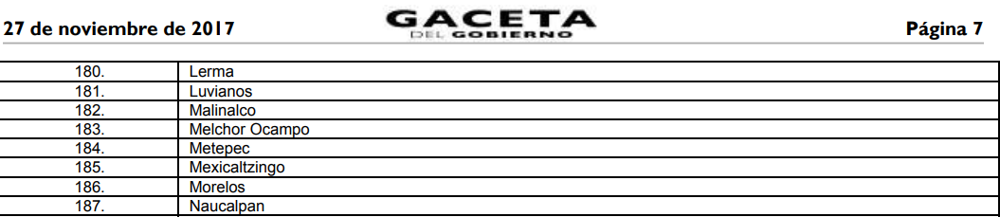 27 de noviembre de 2017 GACETA DEL GOBIERNO Página 7
180. Lerma
181. Luvianos
182. Malinalco
183. Melchor Ocampo
184. Metepec
185. Mexicaltzingo
186. Morelos
187. Naucalpan